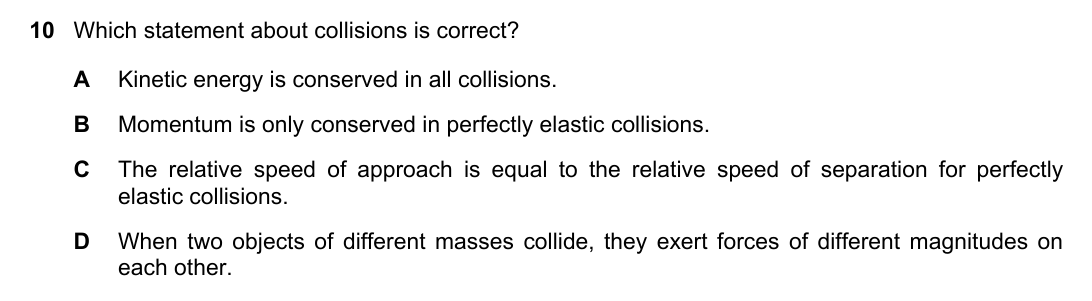 10 Which statement about collisions is correct?
A Kinetic energy is conserved in all collisions.
B Momentum is only conserved in perfectly elastic collisions.
C The relative speed of approach is equal to the relative speed of separation for perfectly
elastic collisions.
D When two objects of different masses collide, they exert forces of different magnitudes on
each other.